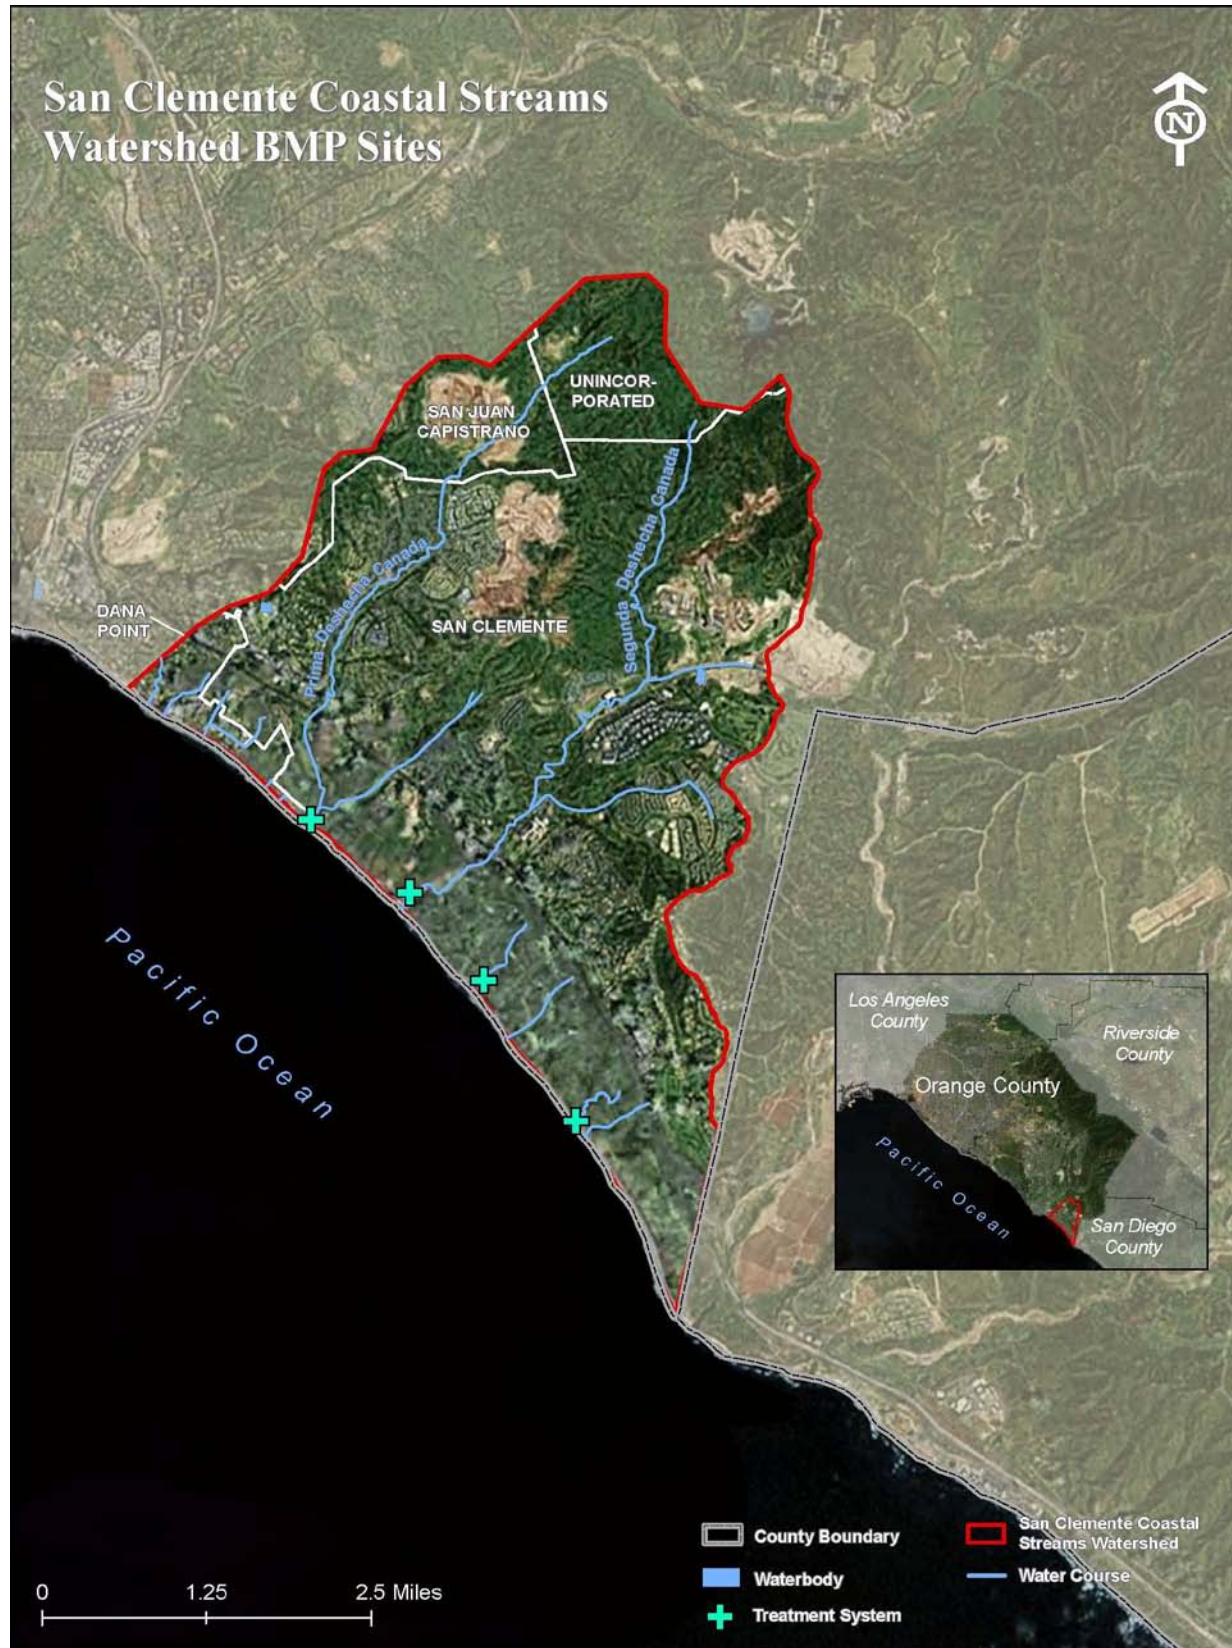 San Clemente Coastal Streams
Watershed BMP Sites
N
UNINCOR-
PORATED
SAN JUAN
CAPISTRANO
Segunda Deshecha Canada
Prima Deshecha Canada
DANA
POINT
SAN CLEMENTE
Pacific Ocean
Los Angeles
County
Riverside
County
Orange County
Pacific Ocean
San Diego
County
County Boundary
San Clemente Coastal
Streams Watershed
Waterbody
Water Course
Treatment System
0 1.25 2.5 Miles